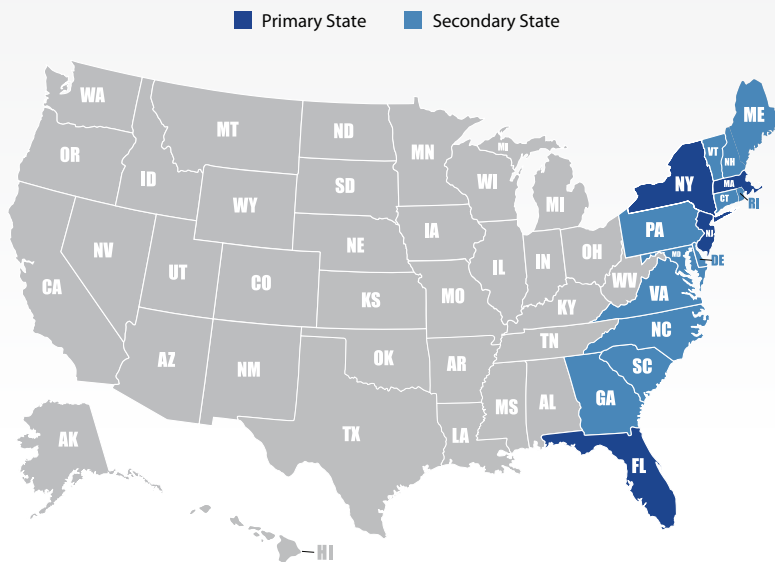 Primary State
Secondary State
WA
MT
ND
MN
MI
ME
VT
NH
OR
ID
SD
WI
NY
MA
CT
RI
WY
MI
IA
PA
NJ
NE
NV
UT
CO
IL
IN
OH
MD
DE
CA
KS
MO
WV
VA
KY
NC
TN
AZ
NM
OK
AR
SC
MS
AL
GA
TX
LA
AK
FL
HI